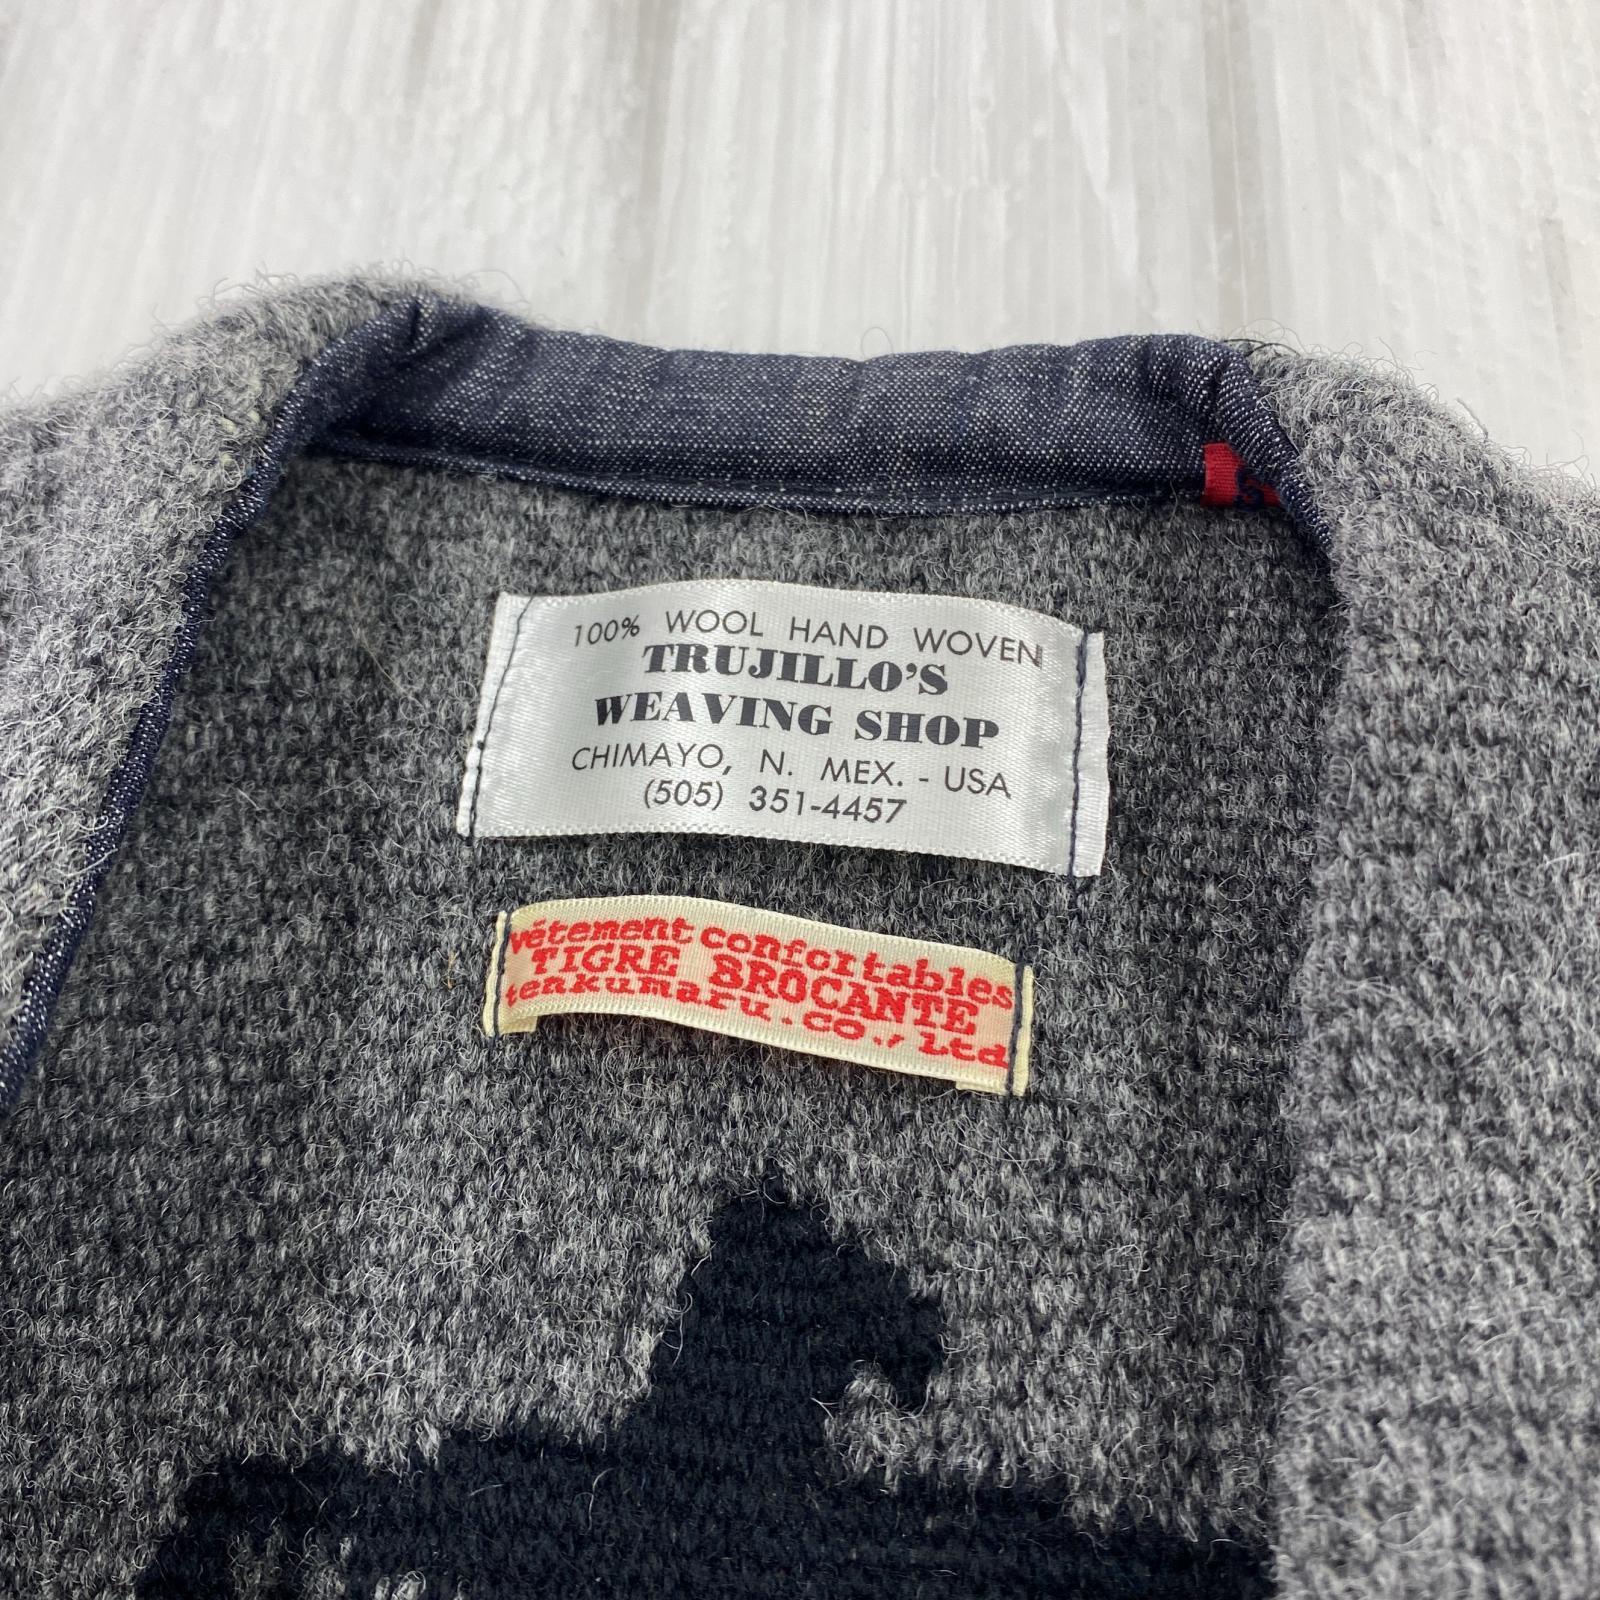 100% WOOL HAND WOVEN
TRUJILLO'S
WEAVING SHOP
CHIMAYO, N. MEX. - USA
(505) 351-4457
vêtement confortables
TIGRE BROCANTE
tenkumaru.co., Ltd